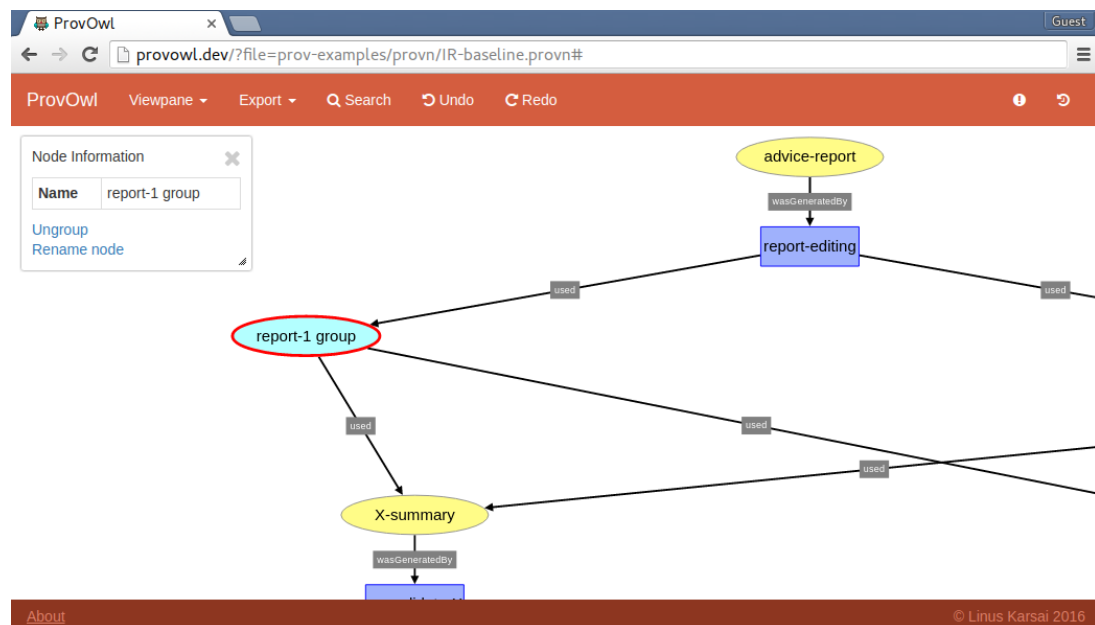 ProvOwl
Guest
provowl.dev/?file=prov-examples/provn/IR-baseline.provn#
ProvOwl Viewpane Export Search Undo Redo
Node Information
Name report-1 group
Ungroup
Rename node
advice-report
wasGeneratedBy
report-editing
used
used
report-1 group
used
used
used
X-summary
wasGeneratedBy
About
© Linus Karsai 2016